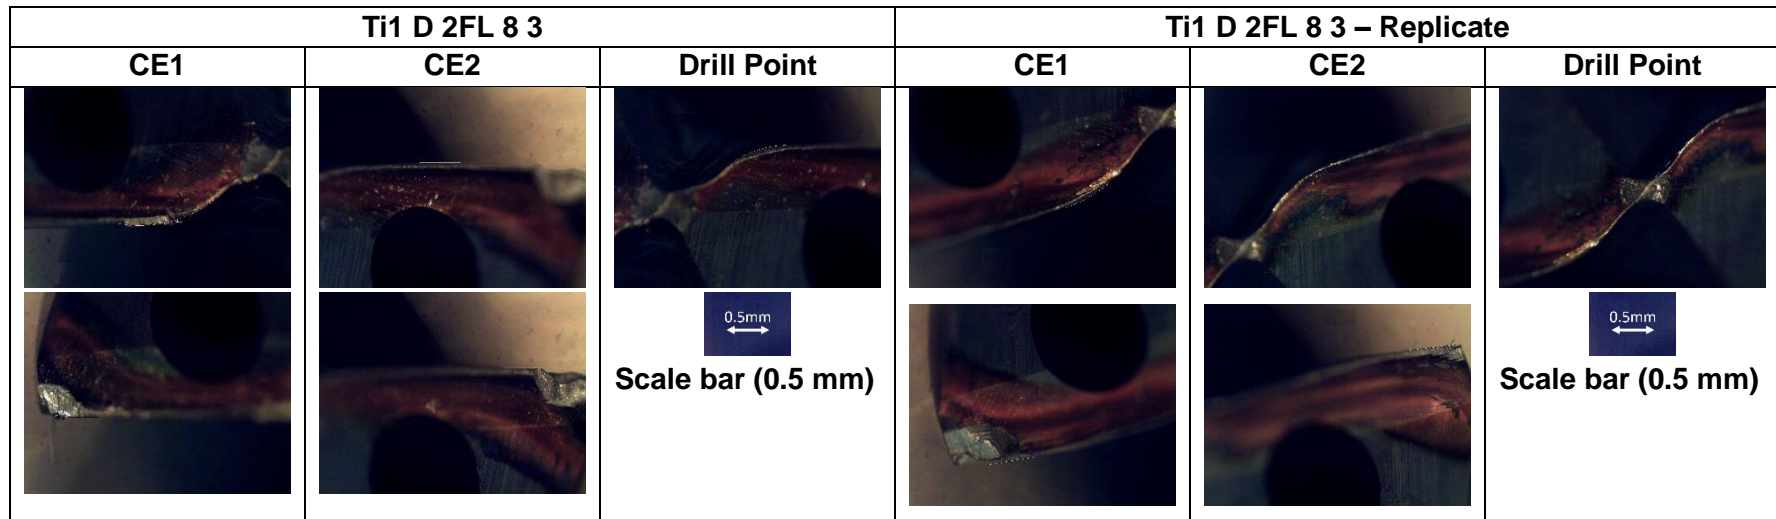 Ti1 D 2FL 8 3
Ti1 D 2FL 8 3 – Replicate
CE1
CE2
Drill Point
CE1
CE2
Drill Point
0.5mm
Scale bar (0.5 mm)
0.5mm
Scale bar (0.5 mm)